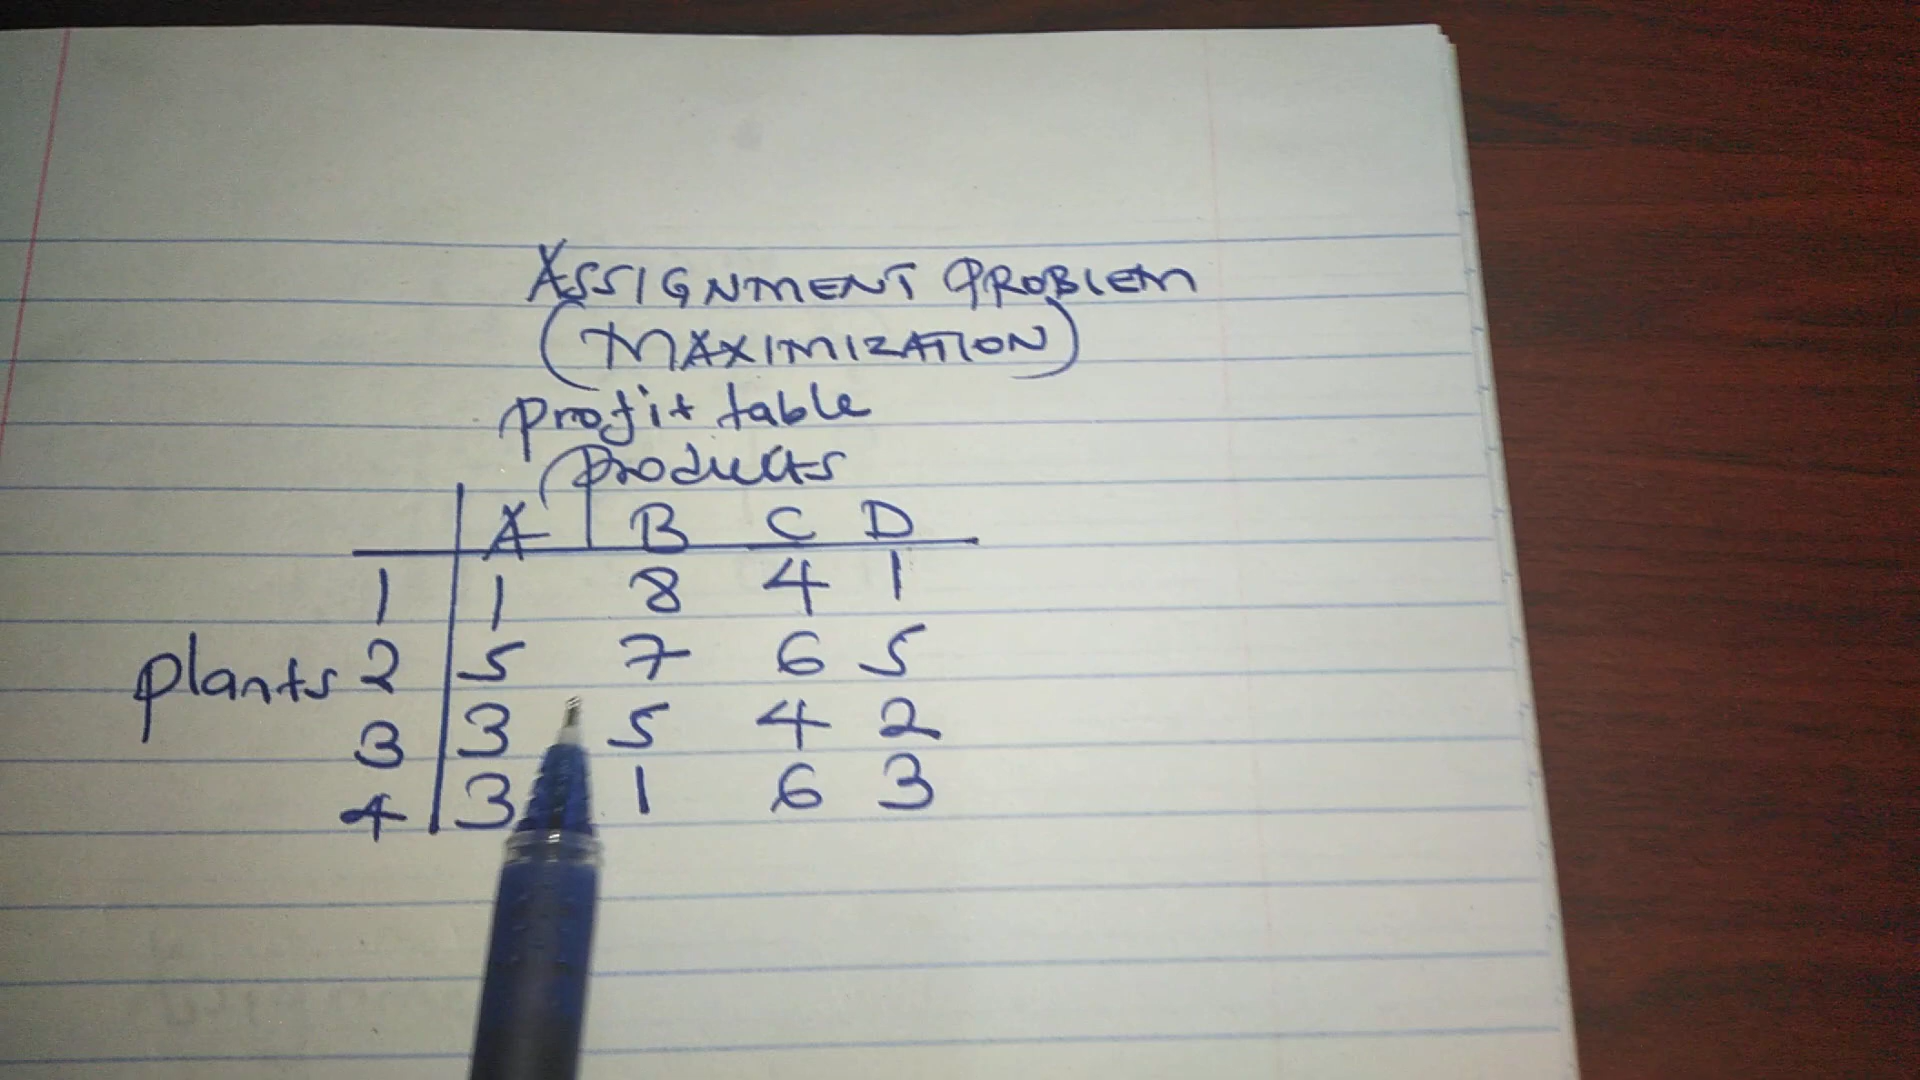 ASSIGNMENT PROBLEM
(MAXIMIZATION)
profit table
products
A B C D
1 1 8 4 1
plants 2 5 7 6 5
3 3 5 4 2
4 3 1 6 3